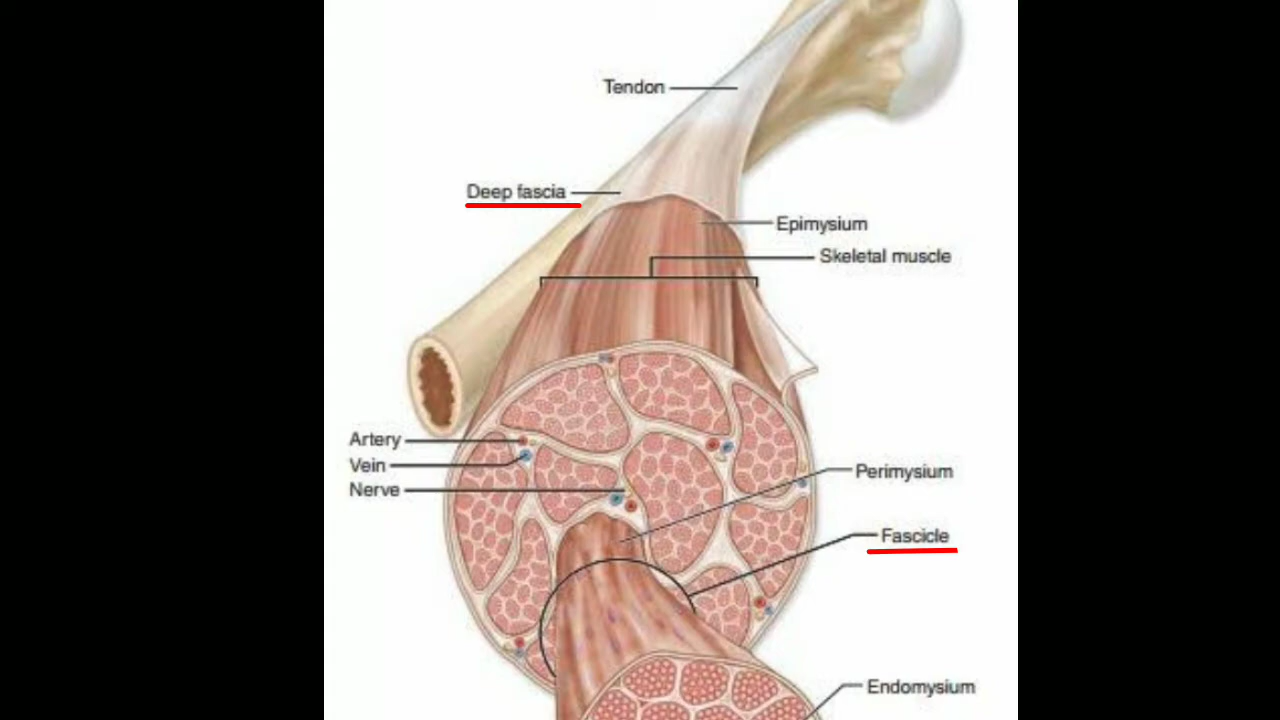 Tendon
Deep fascia
Epimysium
Skeletal muscle
Artery
Vein
Nerve
Perimysium
Fascicle
Endomysium